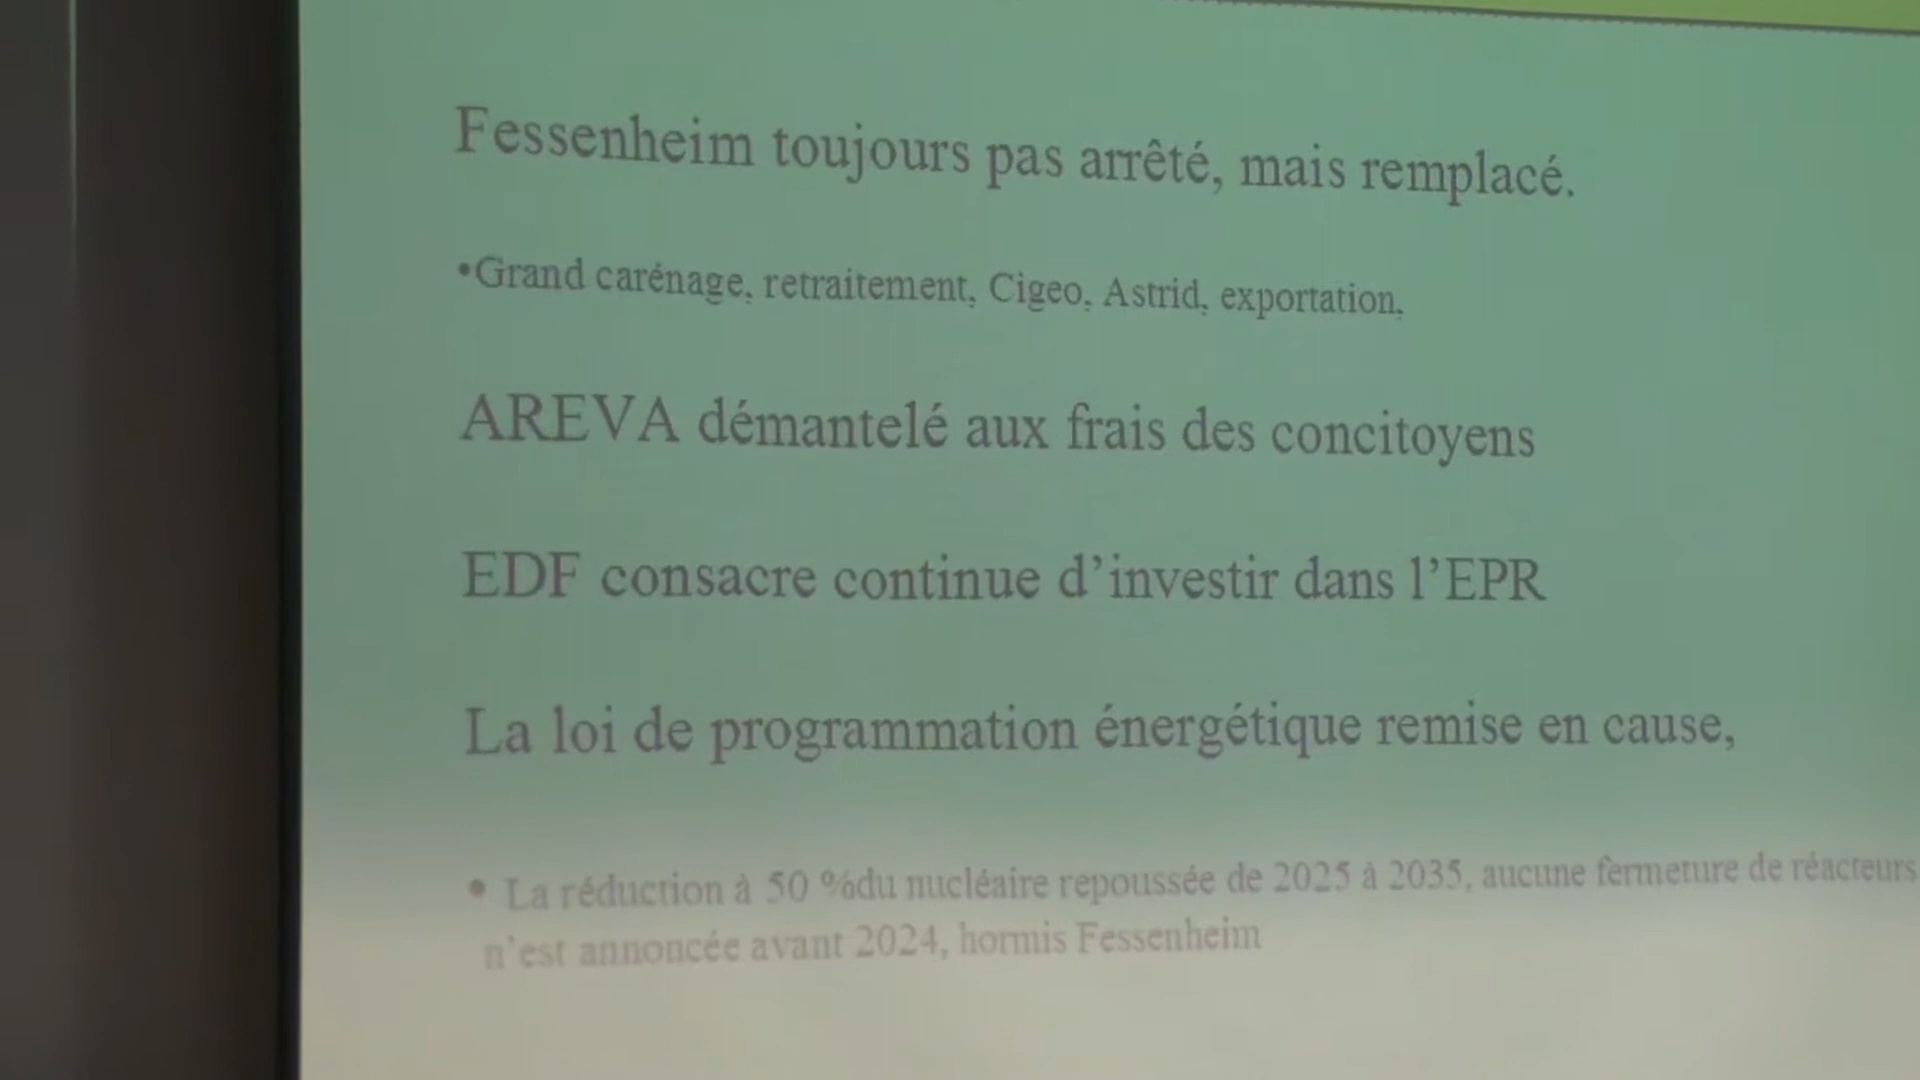 Fessenheim toujours pas arrêté, mais remplacé.
•Grand carénage, retraitement, Cigeo, Astrid, exportation,
AREVA démantelé aux frais des concitoyens
EDF consacre continue d’investir dans l’EPR
La loi de programmation énergétique remise en cause,
• La réduction à 50 %du nucléaire repoussée de 2025 à 2035, aucune fermeture de réacteurs
n’est annoncée avant 2024, hormis Fessenheim